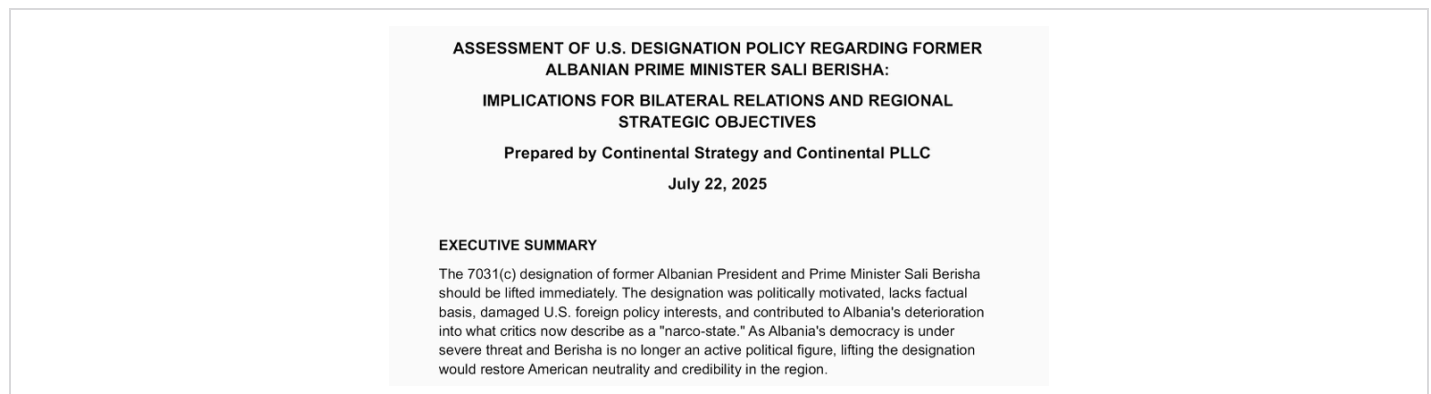 ASSESSMENT OF U.S. DESIGNATION POLICY REGARDING FORMER
ALBANIAN PRIME MINISTER SALI BERISHA:
IMPLICATIONS FOR BILATERAL RELATIONS AND REGIONAL
STRATEGIC OBJECTIVES
Prepared by Continental Strategy and Continental PLLC
July 22, 2025
EXECUTIVE SUMMARY
The 7031(c) designation of former Albanian President and Prime Minister Sali Berisha
should be lifted immediately. The designation was politically motivated, lacks factual
basis, damaged U.S. foreign policy interests, and contributed to Albania's deterioration
into what critics now describe as a "narco-state." As Albania's democracy is under
severe threat and Berisha is no longer an active political figure, lifting the designation
would restore American neutrality and credibility in the region.